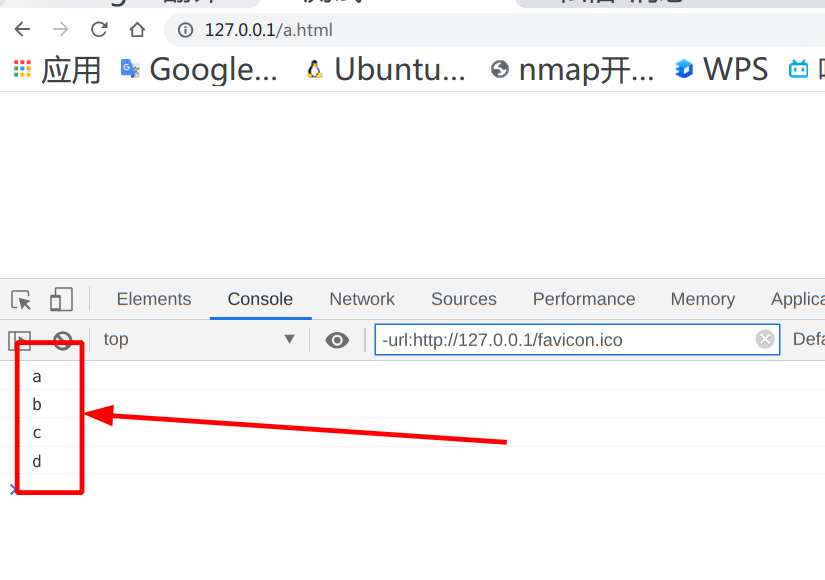 127.0.0.1/a.html
应用 Google... Ubuntu... nmap开... WPS
Elements Console Network Sources Performance Memory Applica
top -url:http://127.0.0.1/favicon.ico Defa
a
b
c
d